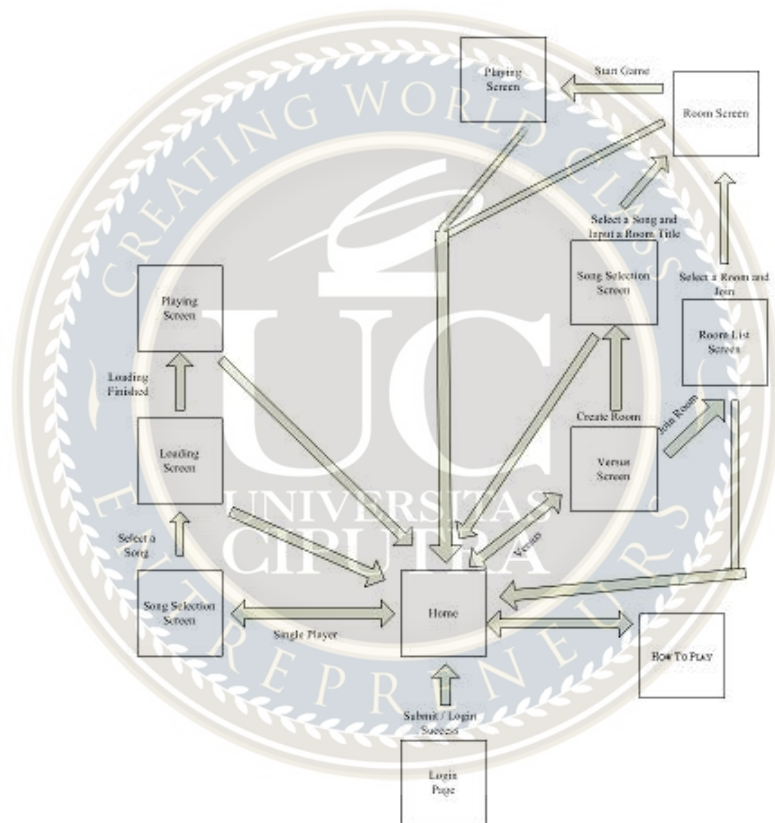 Playing
Screen
Start Game
Room Screen
Select a Song and
Input a Room Title
Song Selection
Screen
Select a Room and
Join
Room List
Screen
Playing
Screen
Loading
Finished
Create Room
Join Room
Loading
Screen
Versus
Screen
Versus
Select a
Song
Song Selection
Screen
Single Player
Home
HOW TO PLAY
Submit / Login
Success
Login
Page
CREATING WORLD CLASS
ENTREPRENEURS
UC
UNIVERSITAS
CIPUTRA